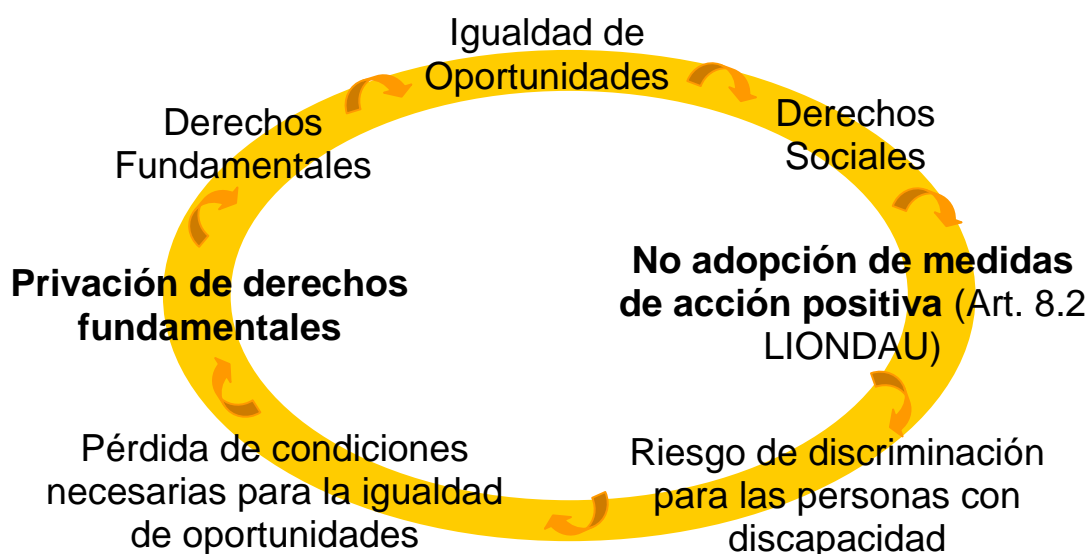 Igualdad de
Oportunidades
Derechos
Sociales
No adopción de medidas
de acción positiva (Art. 8.2
LIONDAU)
Riesgo de discriminación
para las personas con
discapacidad
Pérdida de condiciones
necesarias para la igualdad
de oportunidades
Privación de derechos
fundamentales
Derechos
Fundamentales